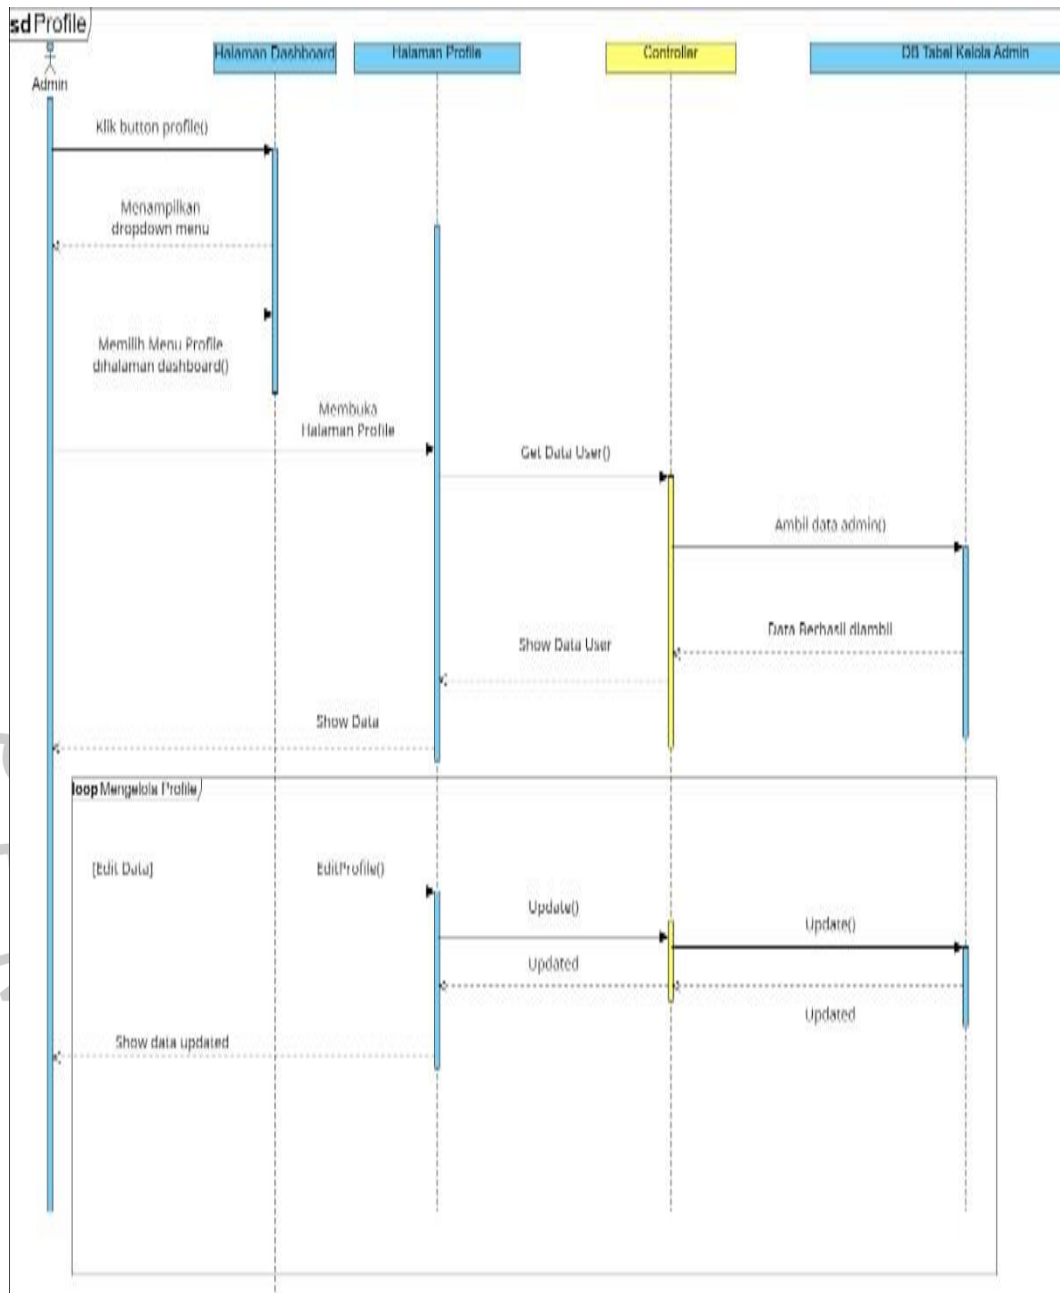 sd Profile
Admin
Halaman Dashboard
Halaman Profile
Controller
DB Tabel Kelola Admin
Klik button profile()
Menampilkan
dropdown menu
Memilih Menu Profile
dihalaman dashboard()
Membuka
Halaman Profile
Get Data User()
Ambil data admin()
Data Berhasil diambil
Show Data User
Show Data
loop Mengelola Profile
[Edit Data]
EditProfile()
Update()
Update()
Updated
Updated
Show data updated